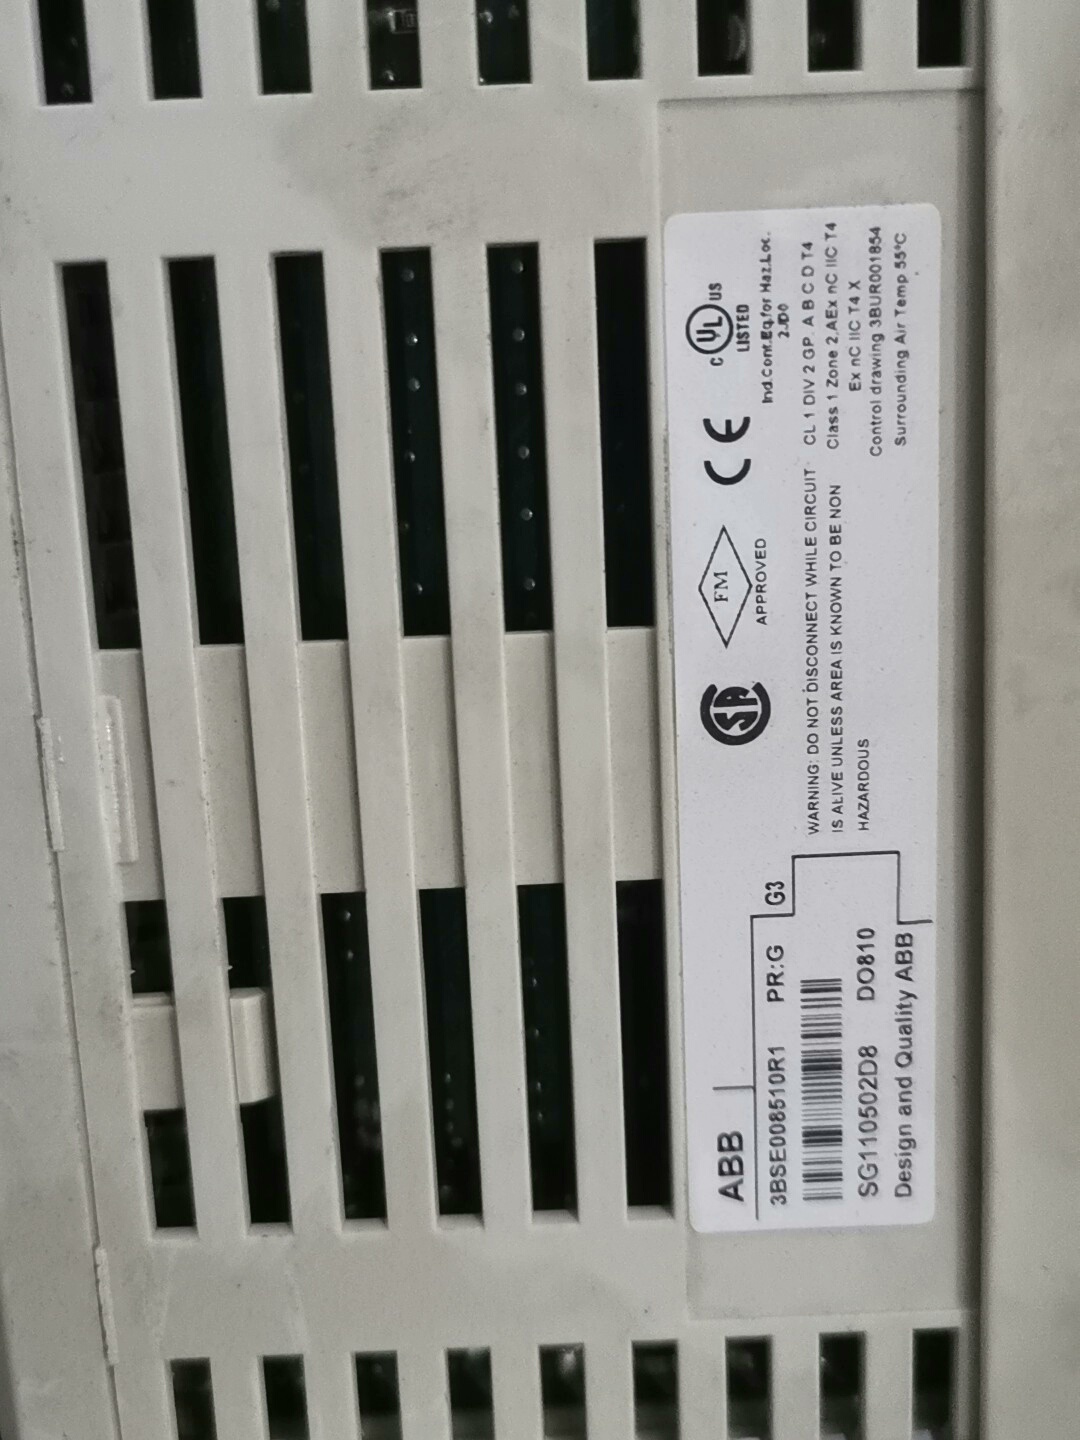 ABB
3BSE008510R1 PR:G G3
SG110502D8 DO810
Design and Quality ABB
FM
APPROVED
CE
C UL US
LISTED
Ind.Cont.Eq.for Haz.Loc.
WARNING: DO NOT DISCONNECT WHILE CIRCUIT
IS ALIVE UNLESS AREA IS KNOWN TO BE NON
HAZARDOUS
CL 1 DIV 2 GP. A B C D T4
Class 1 Zone 2,AEx nC IIC T4
Ex nC IIC T4 X
Control drawing 3BUR001854
Surrounding Air Temp 55°C